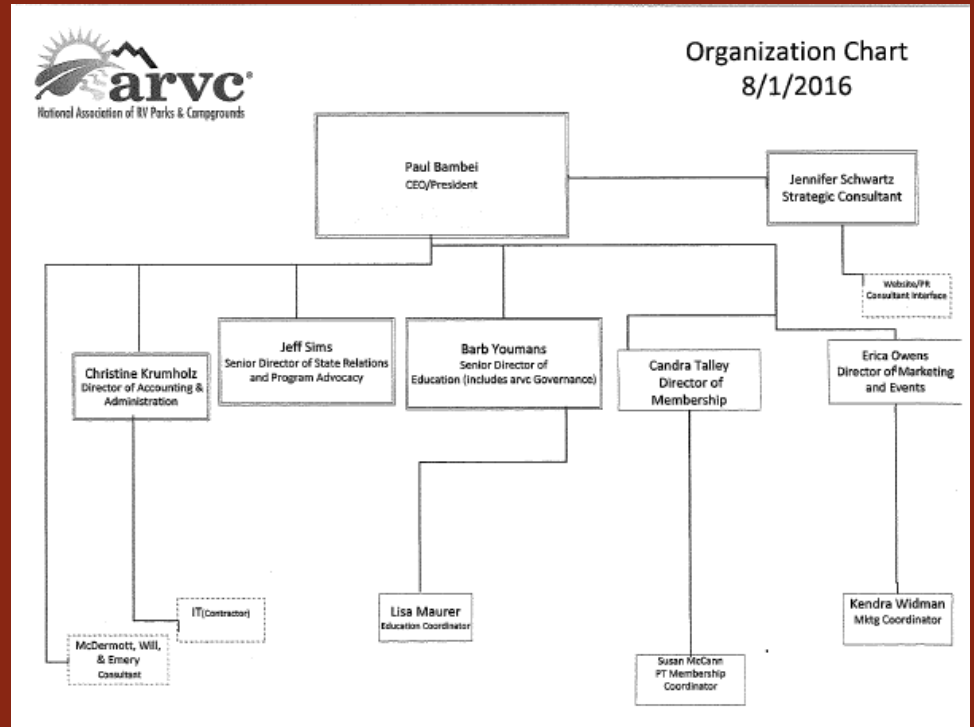 arvc
National Association of RV Parks & Campgrounds
Organization Chart
8/1/2016
Paul Bambei
CEO/President
Jennifer Schwartz
Strategic Consultant
Website/PR
Consultant Interface
Christine Krumholz
Director of Accounting &
Administration
Jeff Sims
Senior Director of State Relations
and Program Advocacy
Barb Youmans
Senior Director of
Education (includes arvc Governance)
Candra Talley
Director of
Membership
Erica Owens
Director of Marketing
and Events
IT(Contractor)
McDermott, Will,
& Emery
Consultant
Lisa Maurer
Education Coordinator
Susan McCann
PT Membership
Coordinator
Kendra Widman
Mktg Coordinator